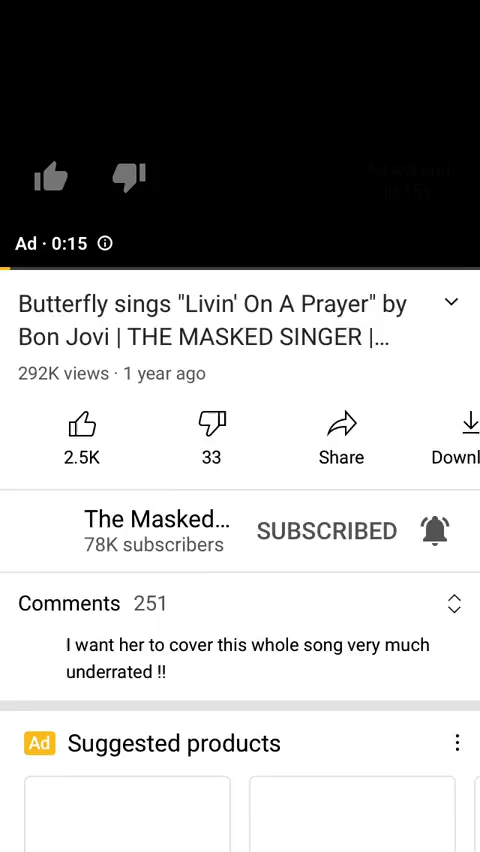 Ad · 0:15
Butterfly sings "Livin' On A Prayer" by
Bon Jovi | THE MASKED SINGER |...
292K views · 1 year ago
2.5K
33
Share
Downl
The Masked...
78K subscribers
SUBSCRIBED
Comments 251
I want her to cover this whole song very much
underrated !!
Ad Suggested products